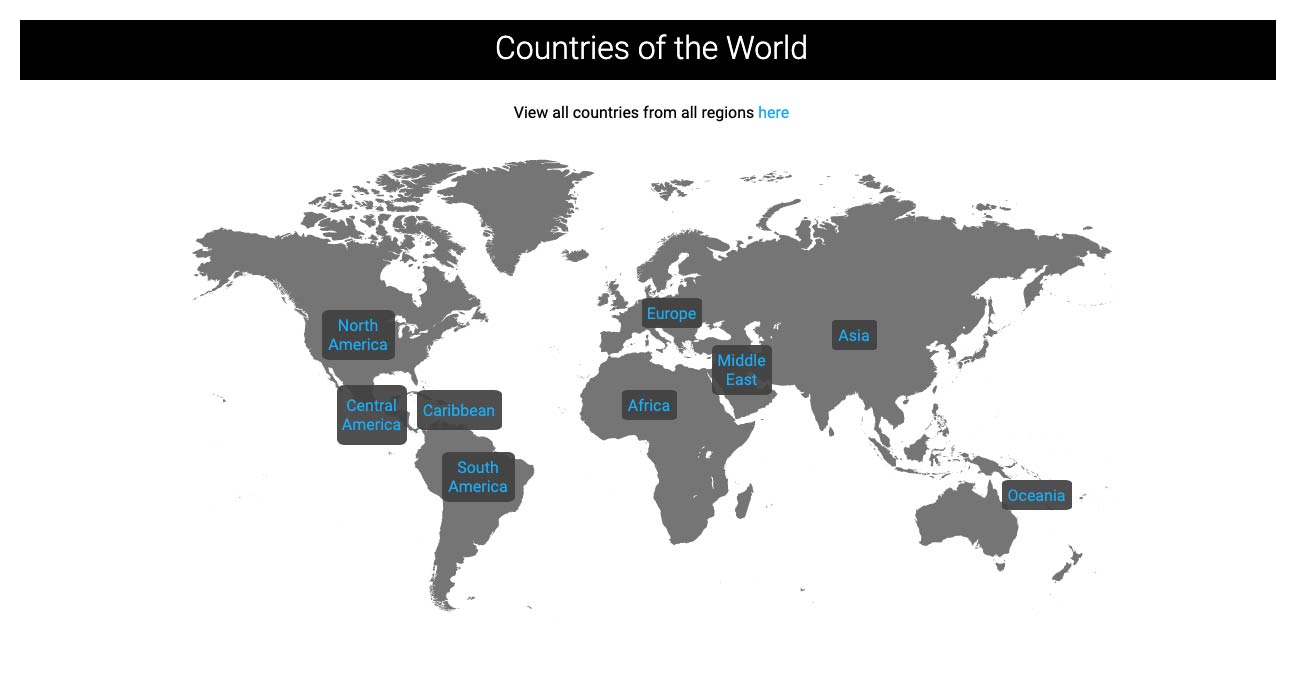 Countries of the World
View all countries from all regions here
North
America
Europe
Asia
Middle
East
Central
America
Caribbean
Africa
South
America
Oceania